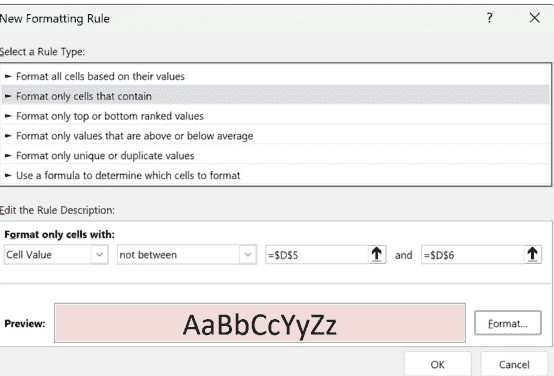 New Formatting Rule ? ×
Select a Rule Type:
► Format all cells based on their values
► Format only cells that contain
► Format only top or bottom ranked values
► Format only values that are above or below average
► Format only unique or duplicate values
► Use a formula to determine which cells to format
Edit the Rule Description:
Format only cells with:
Cell Value not between =$D$5 and =$D$6
Preview: AaBbCcYyZz Format...
OK Cancel